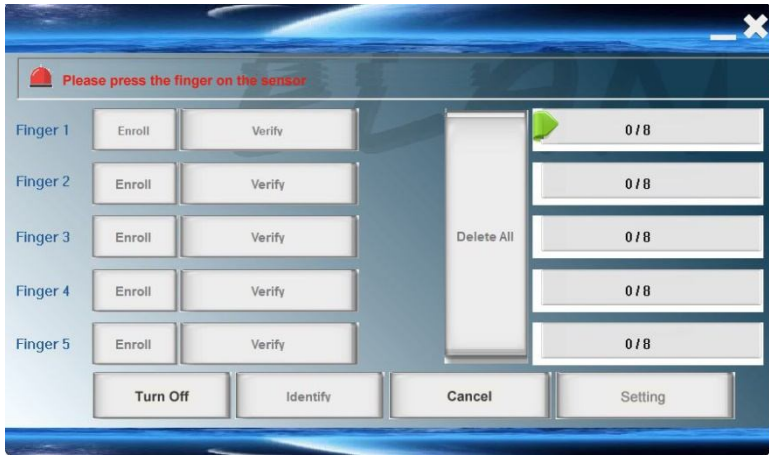 Please press the finger on the sensor
Finger 1 Enroll Verify 0 / 8
Finger 2 Enroll Verify 0 / 8
Finger 3 Enroll Verify Delete All 0 / 8
Finger 4 Enroll Verify 0 / 8
Finger 5 Enroll Verify 0 / 8
Turn Off Identify Cancel Setting